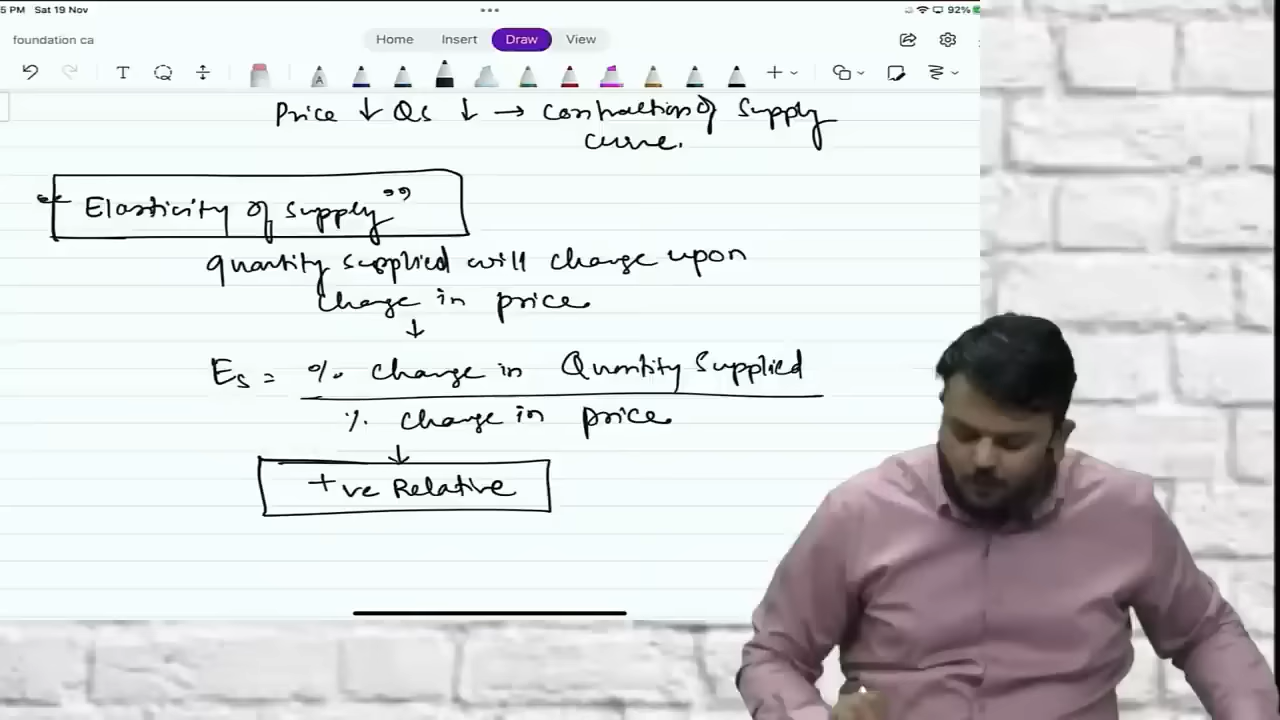 5 PM Sat 19 Nov
92%
foundation ca
Home Insert Draw View
Price ↓ Qs ↓ → Contraction of Supply
curve.
“ Elasticity of supply ”
quantity supplied will change upon
change in price
↓
Es = % change in Quantity Supplied
% change in price
↓
+ve Relative